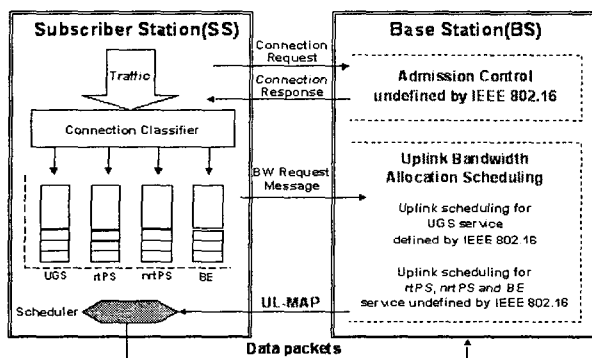 Subscriber Station(SS)
Traffic
Connection Classifier
UGS rtPS nrtPS BE
Scheduler
Connection
Request
Connection
Response
BW Request
Message
UL-MAP
Data packets
Base Station(BS)
Admission Control
undefined by IEEE 802.16
Uplink Bandwidth
Allocation Scheduling
Uplink scheduling for
UGS service
defined by IEEE 802.16
Uplink scheduling for
rtPS, nrtPS and BE
service undefined by IEEE 802.16